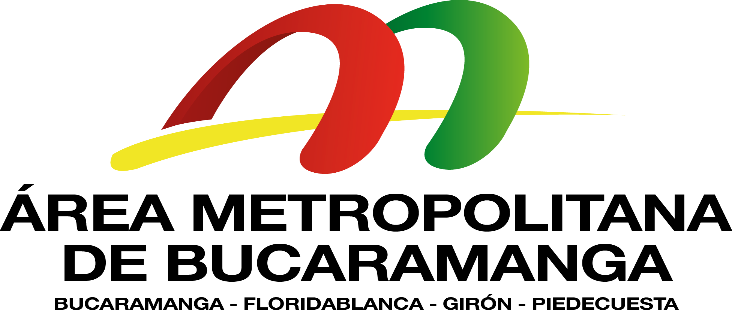 ÁREA METROPOLITANA
DE BUCARAMANGA
BUCARAMANGA - FLORIDABLANCA - GIRÓN - PIEDECUESTA